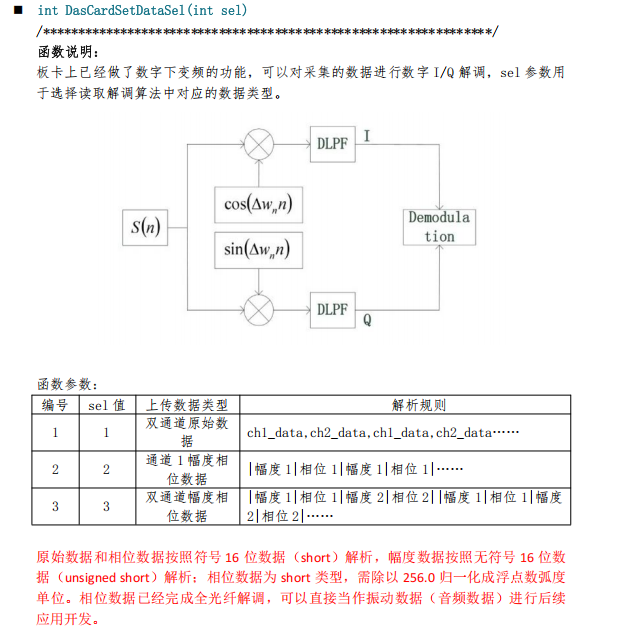 ■ int DasCardSetDataSel(int sel)
/****************************************************************/
函数说明:
板卡上已经做了数字下变频的功能，可以对采集的数据进行数字 I/Q 解调，sel 参数用
于选择读取解调算法中对应的数据类型。
DLPF I
cos(Δwₙn)
S(n)
Demodula
tion
sin(Δwₙn)
DLPF Q
函数参数:
编号 sel 值 上传数据类型 解析规则
1 1 双通道原始数
据 ch1_data,ch2_data,ch1_data,ch2_data……
2 2 通道 1 幅度相
位数据 |幅度 1|相位 1|幅度 1|相位 1|……
3 3 双通道幅度相
位数据 |幅度 1|相位 1|幅度 2|相位 2||幅度 1|相位 1|幅度
2|相位 2|……
原始数据和相位数据按照符号 16 位数据（short）解析，幅度数据按照无符号 16 位数
据（unsigned short）解析；相位数据为 short 类型，需除以 256.0 归一化成浮点数弧度
单位。相位数据已经完成全光纤解调，可以直接当作振动数据（音频数据）进行后续
应用开发。